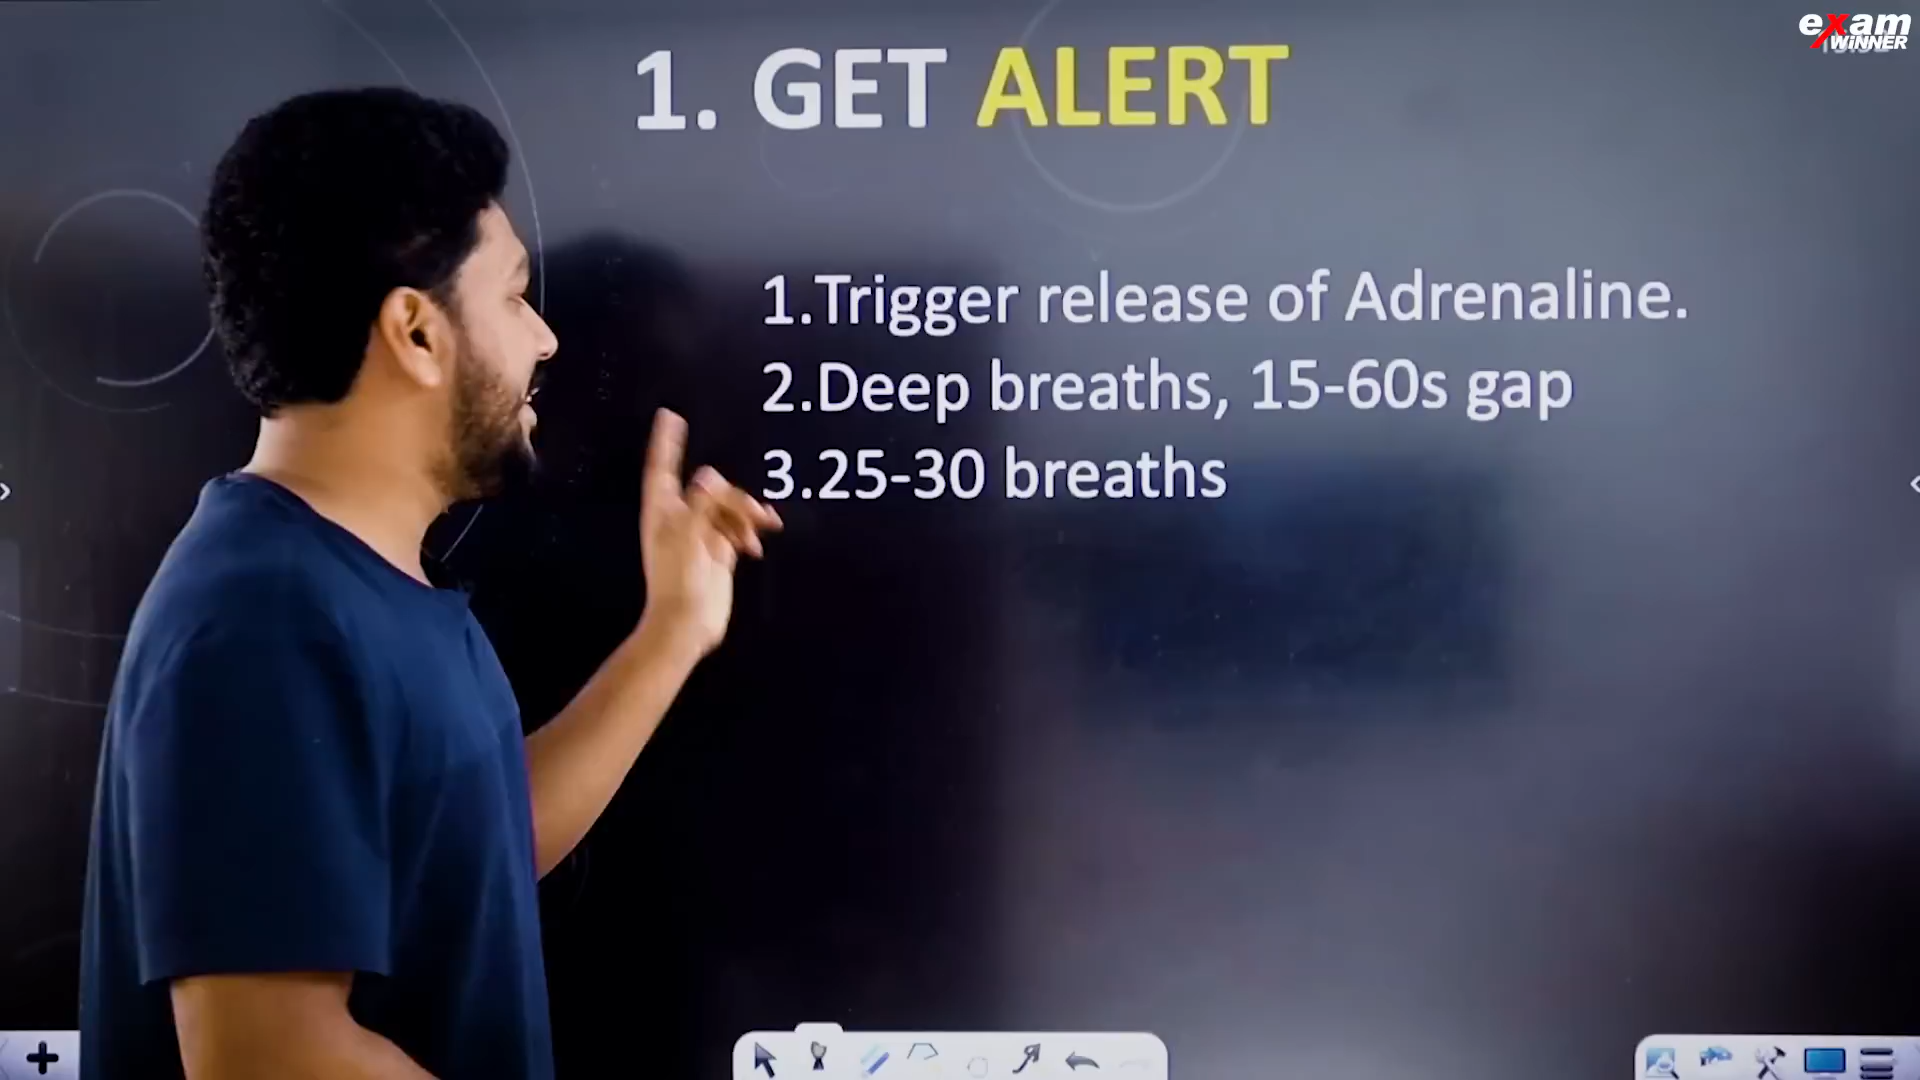 exam
WINNER
1. GET ALERT
1.Trigger release of Adrenaline.
2.Deep breaths, 15-60s gap
3.25-30 breaths